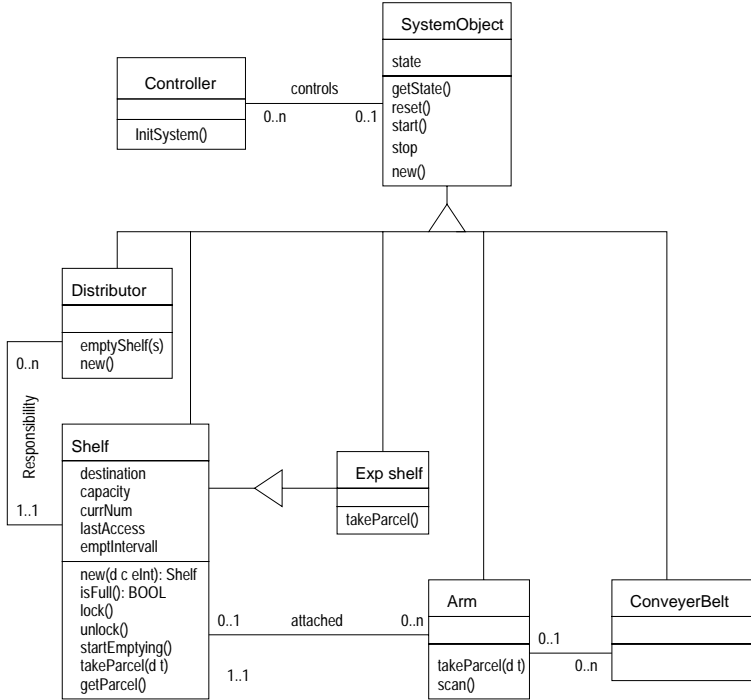 SystemObject
state
getState()
reset()
start()
stop
new()
Controller
InitSystem()
controls
0..n
0..1
Distributor
emptyShelf(s)
new()
0..n
Responsibility
1..1
Shelf
destination
capacity
currNum
lastAccess
emptIntervall
new(d c eInt): Shelf
isFull(): BOOL
lock()
unlock()
startEmptying()
takeParcel(d t)
getParcel()
Exp shelf
takeParcel()
0..1
attached
0..n
1..1
Arm
takeParcel(d t)
scan()
0..1
0..n
ConveyerBelt